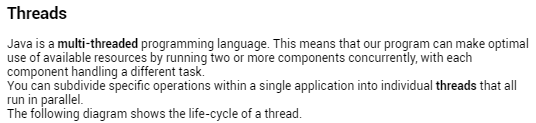 Threads
Java is a multi-threaded programming language. This means that our program can make optimal
use of available resources by running two or more components concurrently, with each
component handling a different task.
You can subdivide specific operations within a single application into individual threads that all
run in parallel.
The following diagram shows the life-cycle of a thread.